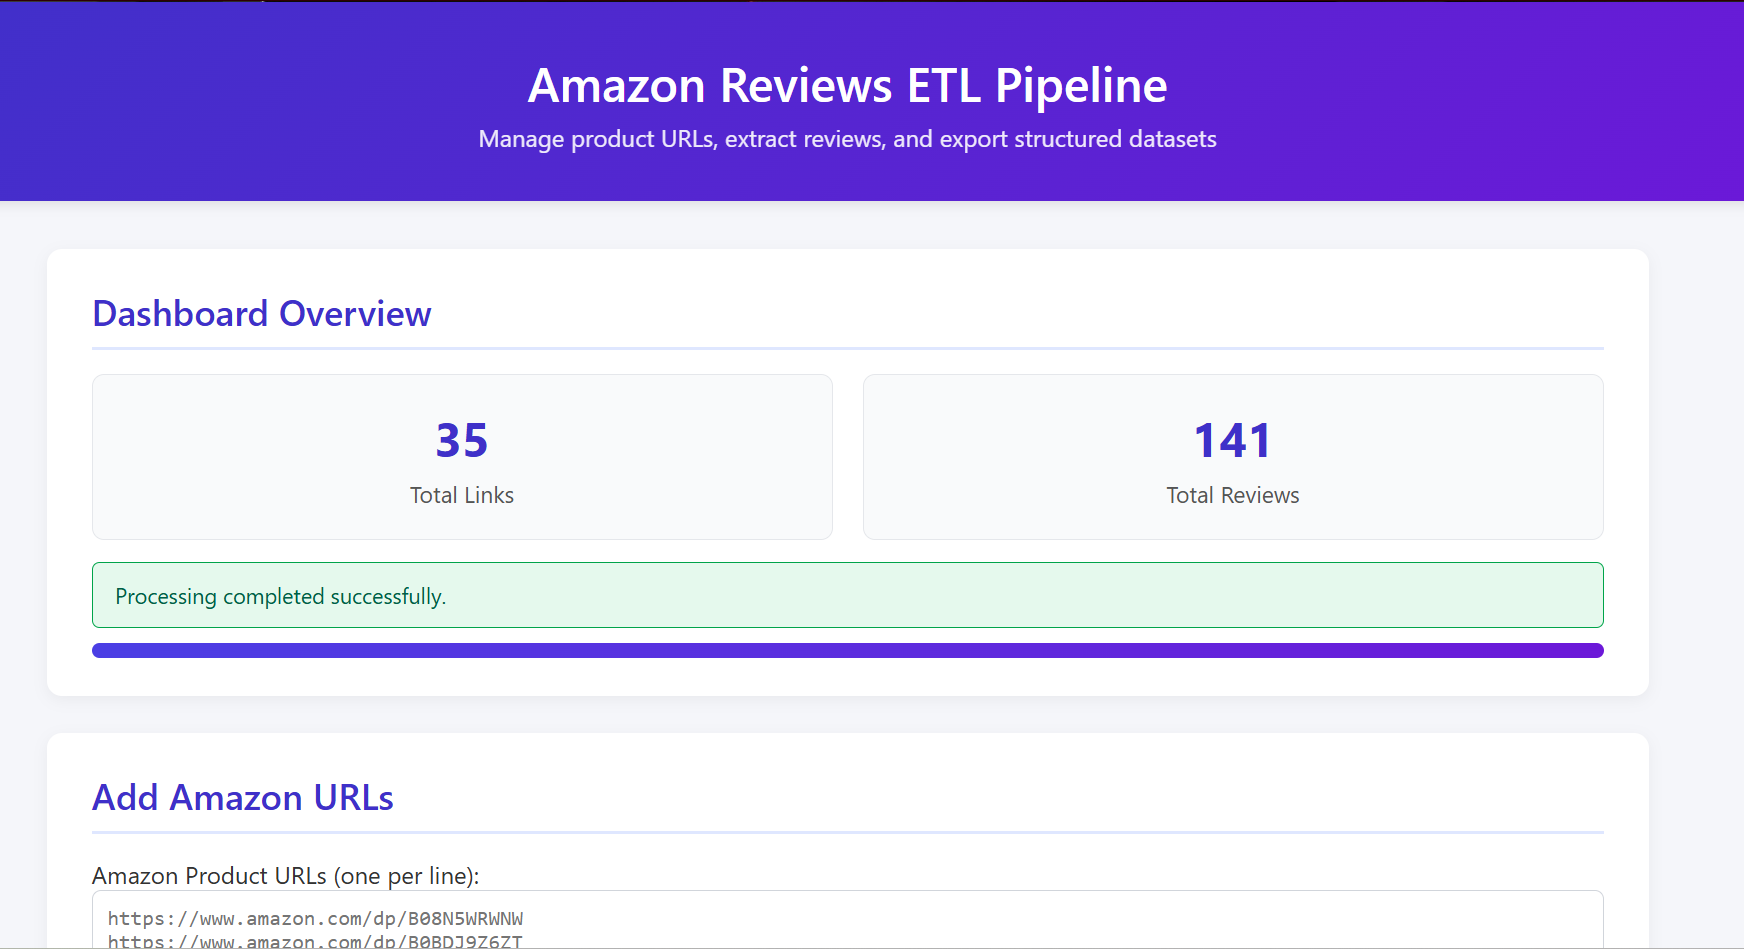 Amazon Reviews ETL Pipeline
Manage product URLs, extract reviews, and export structured datasets
Dashboard Overview
35
Total Links
141
Total Reviews
Processing completed successfully.
Add Amazon URLs
Amazon Product URLs (one per line):
https://www.amazon.com/dp/B08N5WRWNW
https://www.amazon.com/dp/B0BDJ9Z6ZT